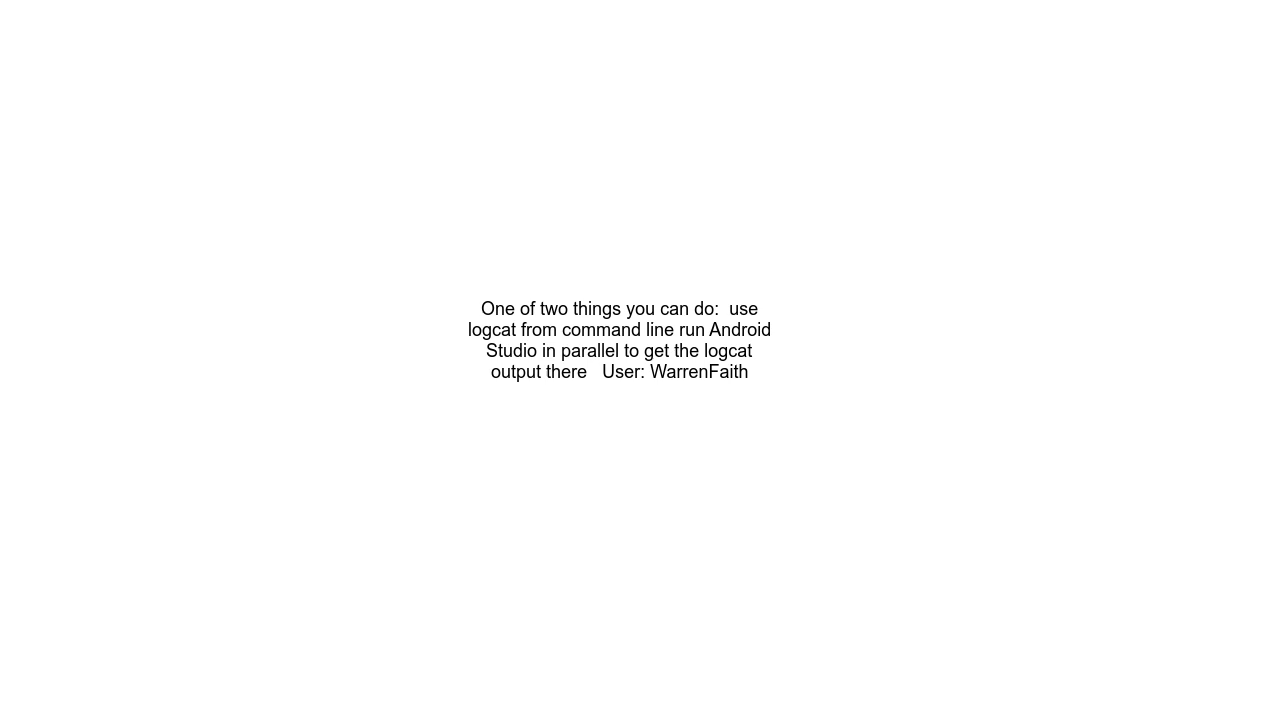 One of two things you can do:  use
logcat from command line run Android
Studio in parallel to get the logcat
output there   User: WarrenFaith